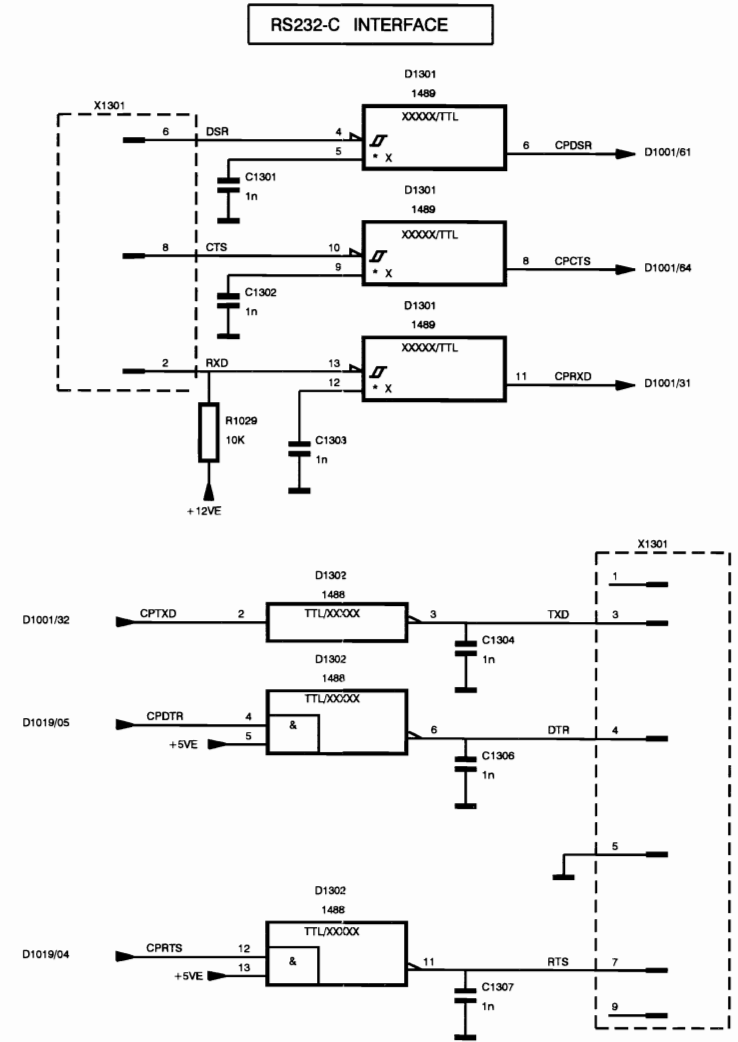 RS232-C INTERFACE
D1301
1489
X1301
XXXXX/TTL
6 DSR 4
5 * X
6 CPDSR D1001/61
C1301
1n
D1301
1489
XXXXX/TTL
8 CTS 10
9 * X
8 CPCTS D1001/64
C1302
1n
D1301
1489
XXXXX/TTL
2 RXD 13
12 * X
11 CPRXD D1001/31
R1029
10K
C1303
1n
+12VE
X1301
1
D1302
1488
TTL/XXXXX
D1001/32 CPTXD 2 3 TXD 3
C1304
1n
D1302
1488
TTL/XXXXX
D1019/05 CPDTR 4 & 6 DTR 4
+5VE 5
C1306
1n
5
D1302
1488
TTL/XXXXX
D1019/04 CPRTS 12 & 11 RTS 7
+5VE 13
C1307
1n
9